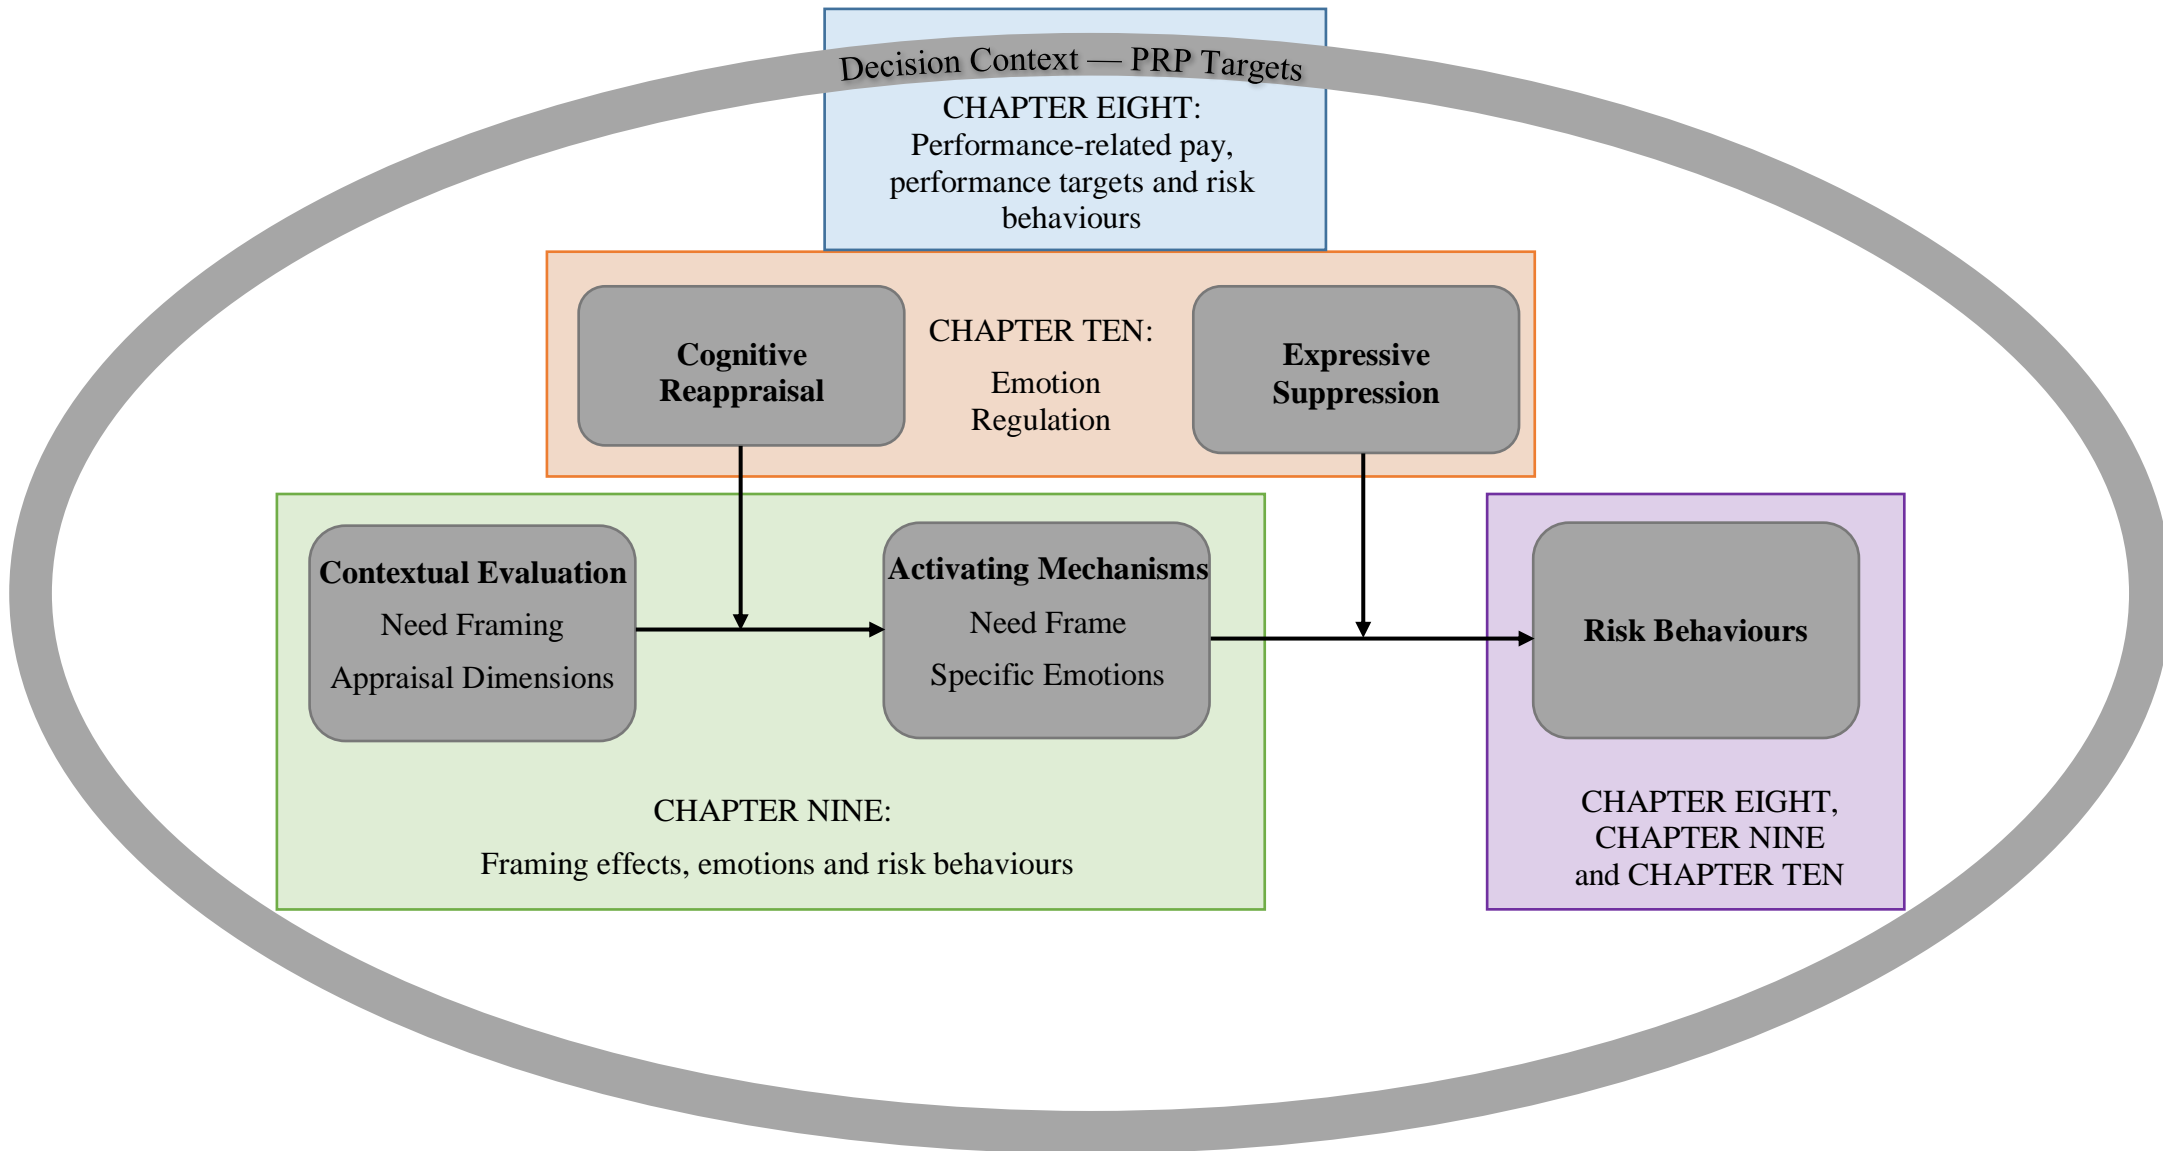 Decision Context — PRP Targets
CHAPTER EIGHT:
Performance-related pay,
performance targets and risk
behaviours
Cognitive
Reappraisal
CHAPTER TEN:
Emotion
Regulation
Expressive
Suppression
Contextual Evaluation
Need Framing
Appraisal Dimensions
Activating Mechanisms
Need Frame
Specific Emotions
Risk Behaviours
CHAPTER NINE:
Framing effects, emotions and risk behaviours
CHAPTER EIGHT,
CHAPTER NINE
and CHAPTER TEN